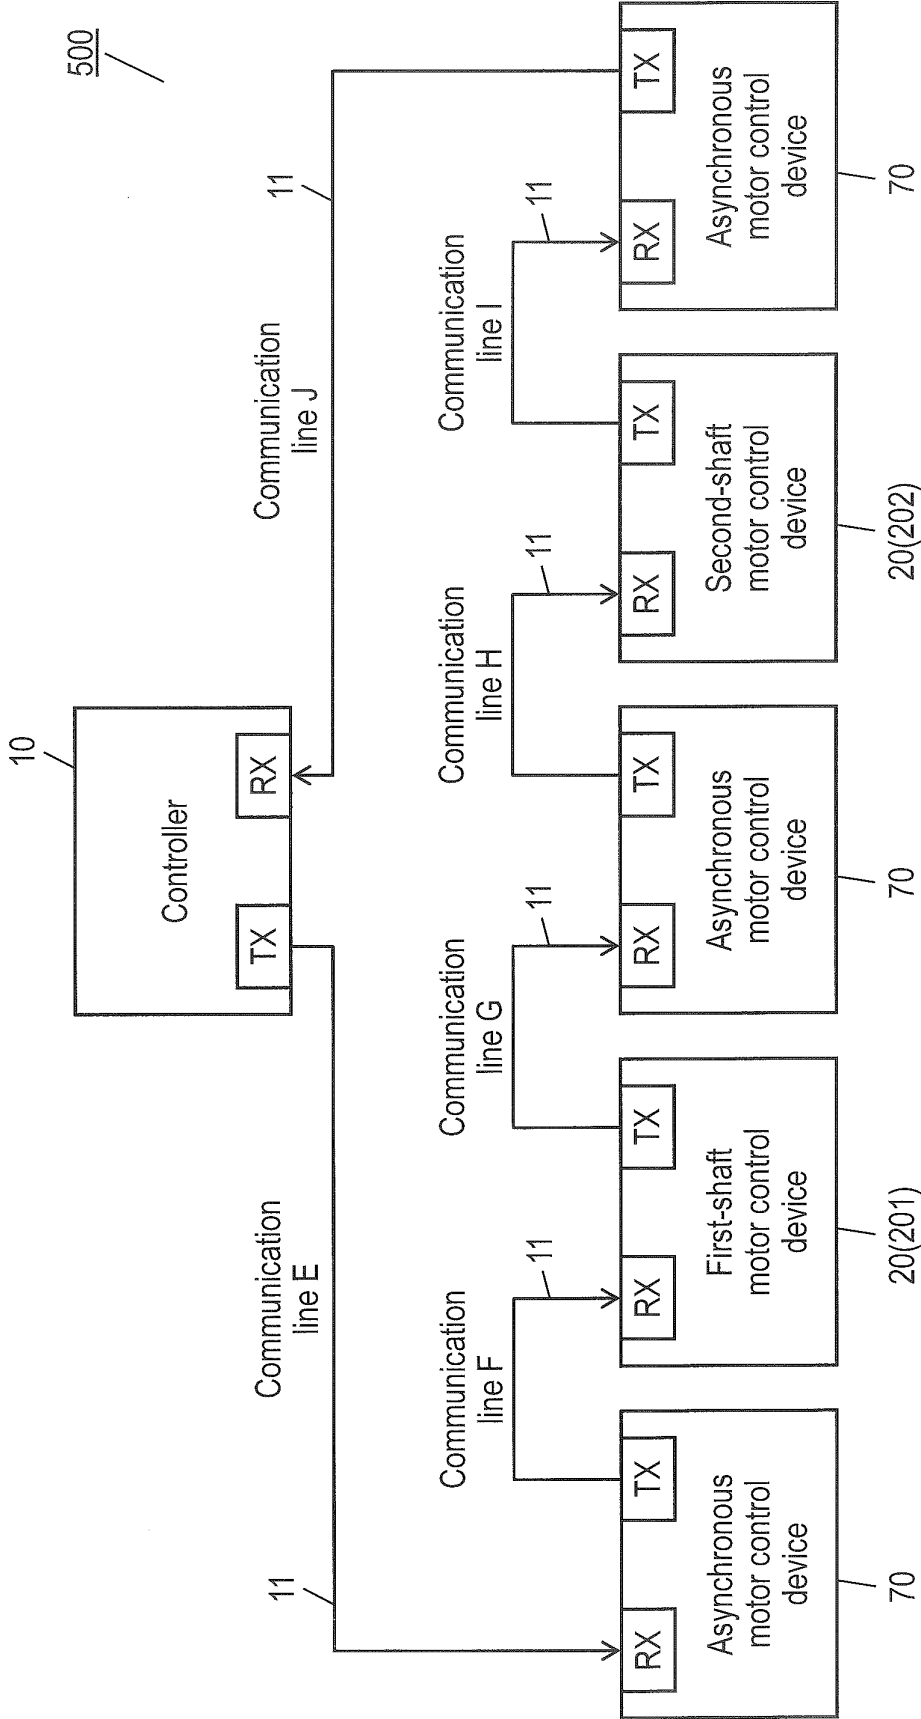 500
10
Controller
TX
RX
11
Communication
line E
Communication
line J
11
Communication
line F
11
Communication
line G
11
Communication
line H
11
Communication
line I
11
RX
TX
Asynchronous
motor control
device
70
RX
TX
First-shaft
motor control
device
20(201)
RX
TX
Asynchronous
motor control
device
70
RX
TX
Second-shaft
motor control
device
20(202)
RX
TX
Asynchronous
motor control
device
70